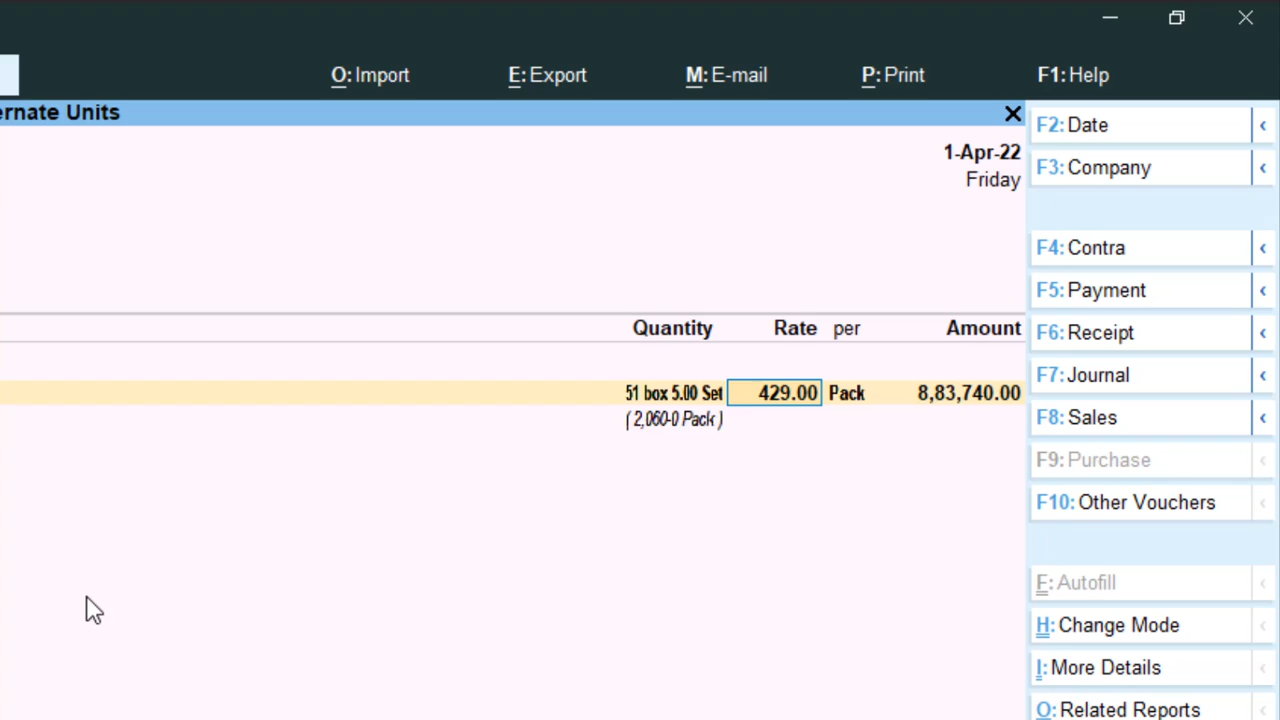 O: Import E: Export M: E-mail P: Print F1: Help
ernate Units
1-Apr-22
Friday
Quantity Rate per Amount
51 box 5.00 Set 429.00 Pack 8,83,740.00
( 2,060-0 Pack )
F2: Date
F3: Company
F4: Contra
F5: Payment
F6: Receipt
F7: Journal
F8: Sales
F9: Purchase
F10: Other Vouchers
F: Autofill
H: Change Mode
I: More Details
O: Related Reports